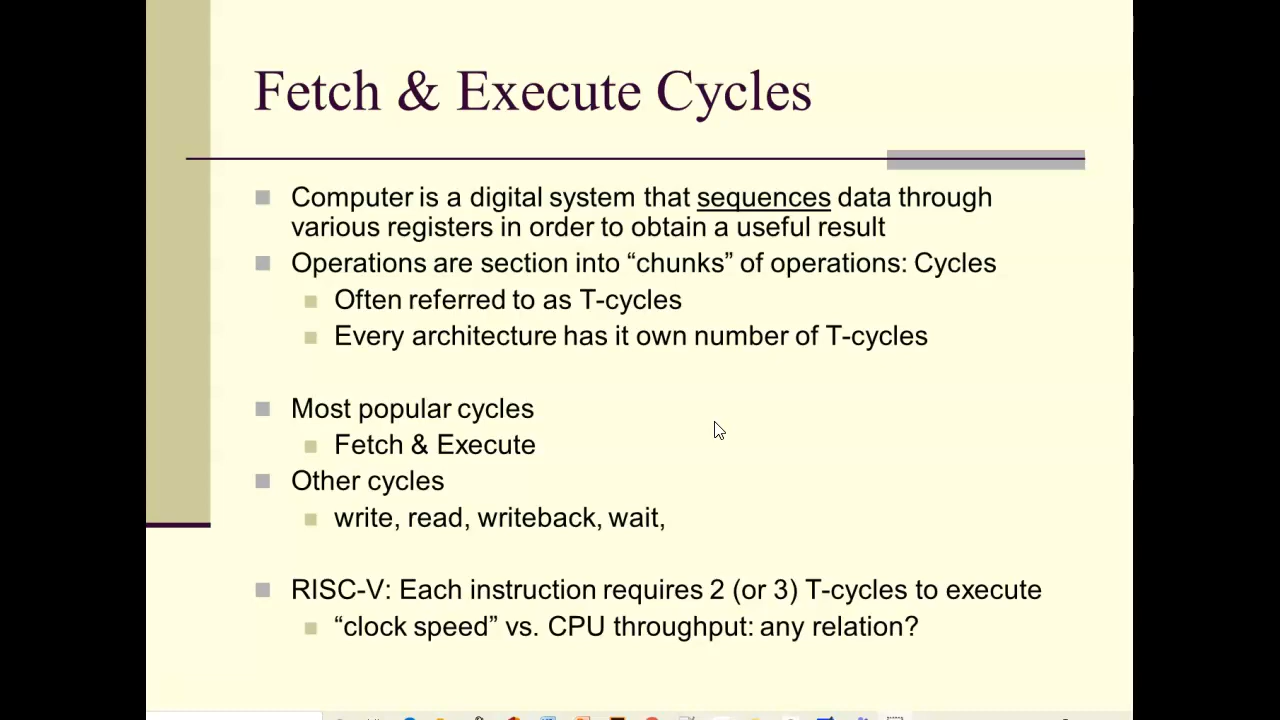 Fetch & Execute Cycles
Computer is a digital system that sequences data through
various registers in order to obtain a useful result
Operations are section into “chunks” of operations: Cycles
Often referred to as T-cycles
Every architecture has it own number of T-cycles
Most popular cycles
Fetch & Execute
Other cycles
write, read, writeback, wait,
RISC-V: Each instruction requires 2 (or 3) T-cycles to execute
“clock speed” vs. CPU throughput: any relation?